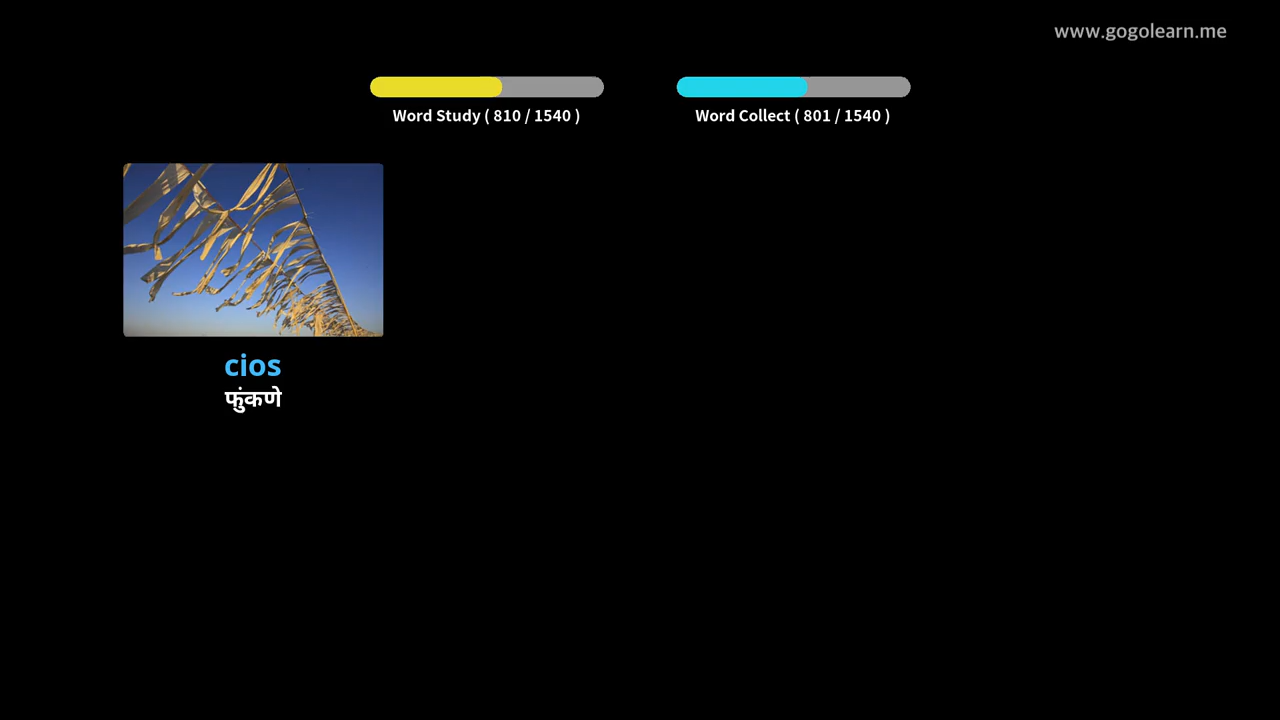 www.gogolearn.me
Word Study ( 810 / 1540 )
Word Collect ( 801 / 1540 )
cios
फुंकणे